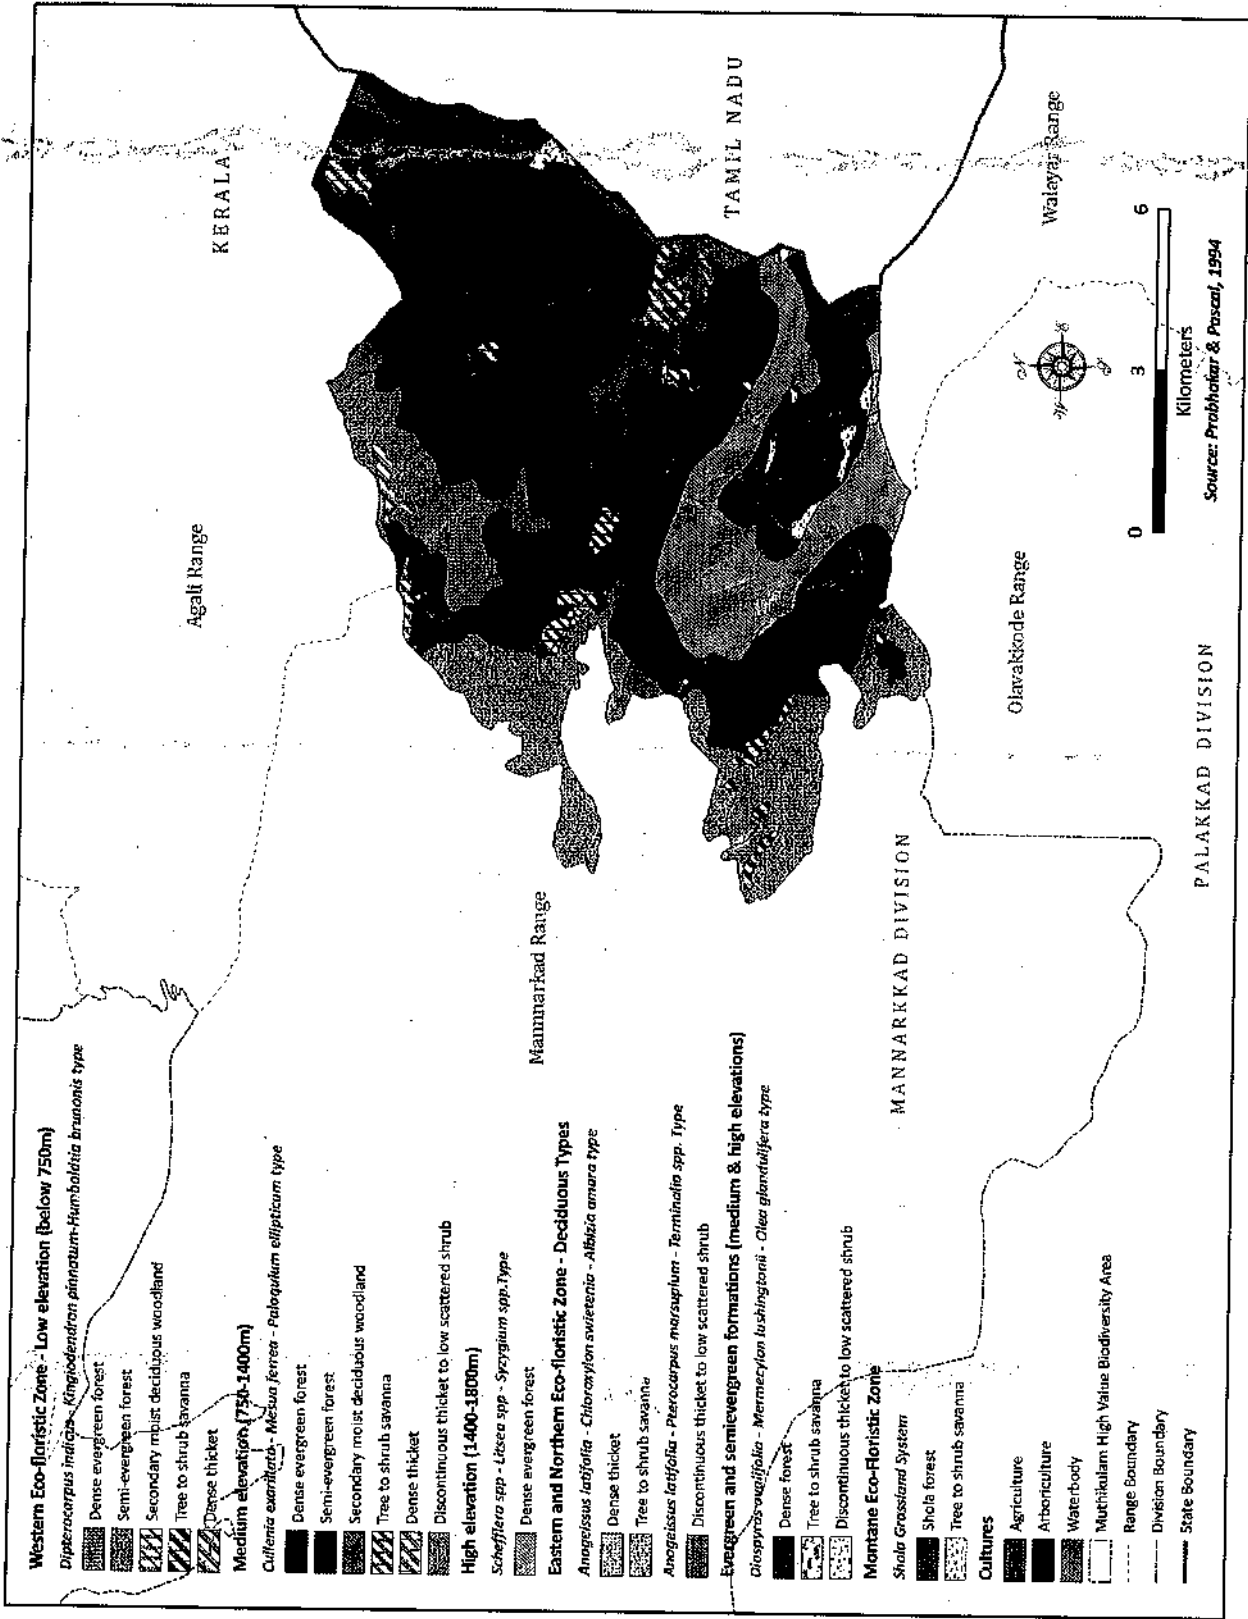 Western Eco-floristic Zone - Low elevation (below 750m)
Dipterocarpus indicus - Kingiodendron pinnatum-Humboldtia brunonis type
Dense evergreen forest
Semi-evergreen forest
Secondary moist deciduous woodland
Tree to shrub savanna
Dense thicket
Medium elevation (750-1400m)
Cullenia exarillata - Mesua ferrea - Paloquium ellipticum type
Dense evergreen forest
Semi-evergreen forest
Secondary moist deciduous woodland
Tree to shrub savanna
Dense thicket
Discontinuous thicket to low scattered shrub
High elevation (1400-1800m)
Schefflera spp - Litsea spp - Syzygium spp.Type
Dense evergreen forest
Eastern and Northern Eco-floristic Zone - Deciduous Types
Anogeissus latifolia - Chloroxylon swietenia - Albizia amara type
Dense thicket
Tree to shrub savanna
Anogeissus latifolia - Pterocarpus marsupium - Terminalia spp. Type
Discontinuous thicket to low scattered shrub
Evergreen and semievergreen formations (medium & high elevations)
Diospyros ovalifolia - Memecylon lushingtonii - Olea glandulifera type
Dense forest
Tree to shrub savanna
Discontinuous thicket to low scattered shrub
Montane Eco-Floristic Zone
Shola Grassland System
Shola forest
Tree to shrub savanna
Cultures
Agriculture
Arboriculture
Waterbody
Muthikulam High Value Biodiversity Area
Range Boundary
Division Boundary
State Boundary
KERALA
Agali Range
TAMIL NADU
Mannnarkad Range
MANNARKKAD DIVISION
Olavakkode Range
Walayar Range
PALAKKAD DIVISION
N
W
E
S
0 3 6
Kilometers
Source: Prabhakar & Pascal, 1994